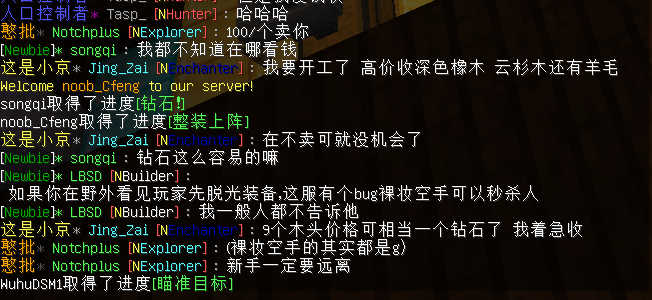 人口控制者* Tasp_ [NHunter] : 哈哈哈
憨批* Notchplus [NExplorer] : 100/个卖你
[Newbie]* songqi : 我都不知道在哪看钱
这是小京* Jing_Zai [NEnchanter] : 我要开工了 高价收深色橡木 云杉木还有羊毛
Welcome noob_Cfeng to our server!
songqi取得了进度[钻石!]
noob_Cfeng取得了进度[整装上阵]
这是小京* Jing_Zai [NEnchanter] : 在不卖可就没机会了
[Newbie]* songqi : 钻石这么容易的嘛
[Newbie]* LBSD [NBuilder] :
如果你在野外看见玩家先脱光装备,这服有个bug裸妆空手可以秒杀人
[Newbie]* LBSD [NBuilder] : 我一般人都不告诉他
这是小京* Jing_Zai [NEnchanter] : 9个木头价格可相当一个钻石了 我着急收
憨批* Notchplus [NExplorer] : (裸妆空手的其实都是g)
憨批* Notchplus [NExplorer] : 新手一定要远离
WuhuDSM1取得了进度[瞄准目标]